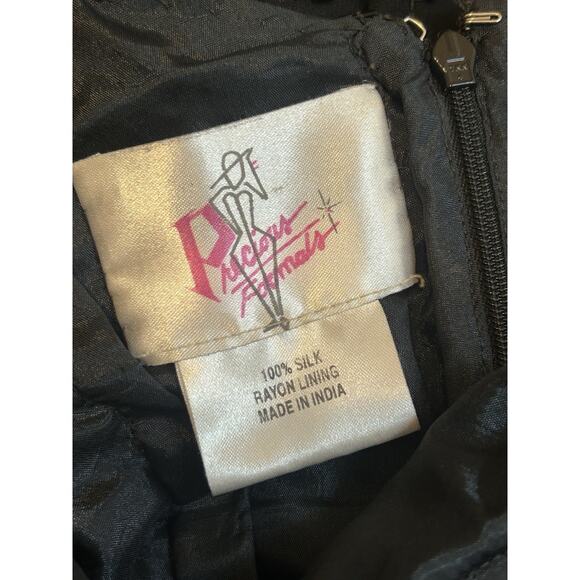 Precious
Formals
100% SILK
RAYON LINING
MADE IN INDIA